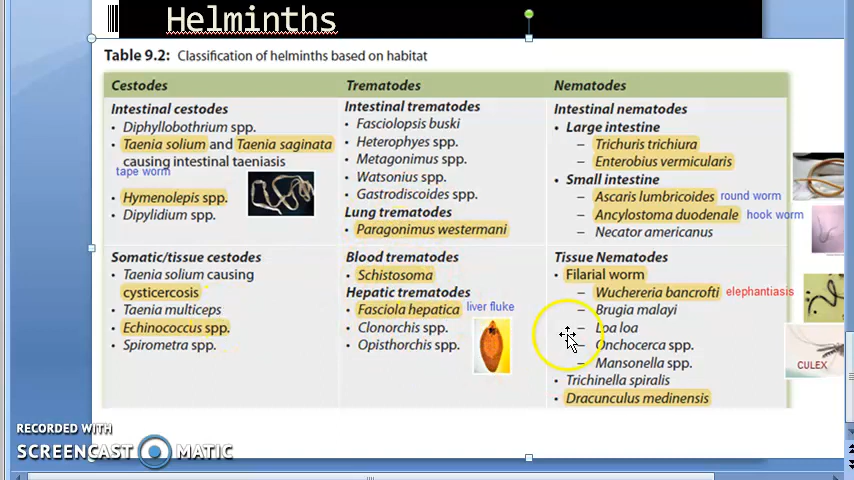 Helminths
Table 9.2: Classification of helminths based on habitat
Cestodes
Intestinal cestodes
• Diphyllobothrium spp.
• Taenia solium and Taenia saginata
causing intestinal taeniasis
tape worm
• Hymenolepis spp.
• Dipylidium spp.
Somatic/tissue cestodes
• Taenia solium causing
cysticercosis
• Taenia multiceps
• Echinococcus spp.
• Spirometra spp.
Trematodes
Intestinal trematodes
• Fasciolopsis buski
• Heterophyes spp.
• Metagonimus spp.
• Watsonius spp.
• Gastrodiscoides spp.
Lung trematodes
• Paragonimus westermani
Blood trematodes
• Schistosoma
Hepatic trematodes
• Fasciola hepatica liver fluke
• Clonorchis spp.
• Opisthorchis spp.
Nematodes
Intestinal nematodes
• Large intestine
– Trichuris trichiura
– Enterobius vermicularis
• Small intestine
– Ascaris lumbricoides round worm
– Ancylostoma duodenale hook worm
– Necator americanus
Tissue Nematodes
• Filarial worm
– Wuchereria bancrofti elephantiasis
– Brugia malayi
– Loa loa
– Onchocerca spp.
– Mansonella spp.
• Trichinella spiralis
• Dracunculus medinensis
CULEX
RECORDED WITH
SCREENCAST MATIC